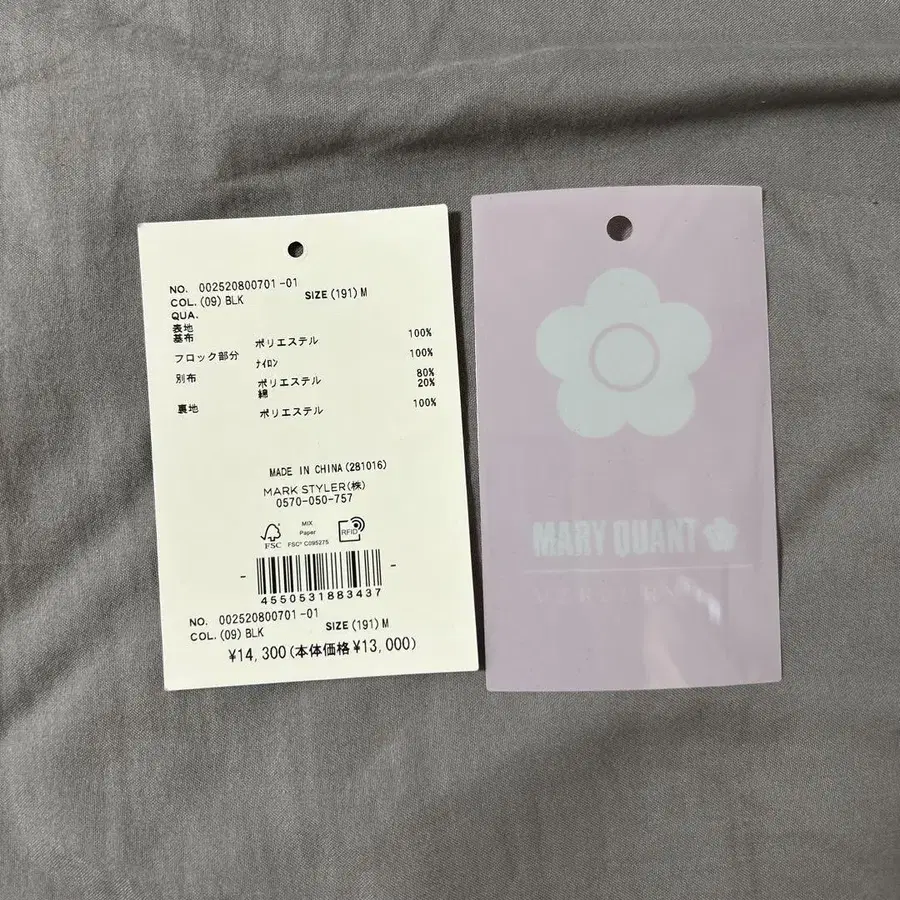 NO. 002520800701-01
COL. (09) BLK SIZE (191) M
QUA.
表地
基布 ポリエステル 100%
フロック部分 ナイロン 100%
別布 ポリエステル 80%
綿 20%
裏地 ポリエステル 100%
MADE IN CHINA (281016)
MARK STYLER(株)
0570-050-757
FSC
MIX
Paper
FSC® C095275
RFID
4550531883437
NO. 002520800701-01
COL. (09) BLK SIZE (191) M
¥14,300(本体価格¥13,000)
MARY QUANT